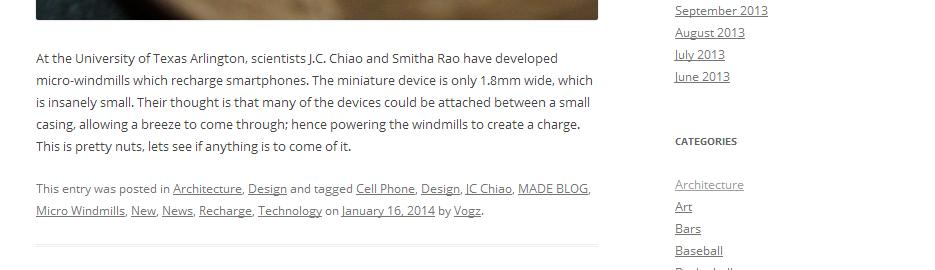 At the University of Texas Arlington, scientists J.C. Chiao and Smitha Rao have developed
micro-windmills which recharge smartphones. The miniature device is only 1.8mm wide, which
is insanely small. Their thought is that many of the devices could be attached between a small
casing, allowing a breeze to come through; hence powering the windmills to create a charge.
This is pretty nuts, lets see if anything is to come of it.
This entry was posted in Architecture, Design and tagged Cell Phone, Design, JC Chiao, MADE BLOG,
Micro Windmills, New, News, Recharge, Technology on January 16, 2014 by Vogz.
September 2013
August 2013
July 2013
June 2013
CATEGORIES
Architecture
Art
Bars
Baseball